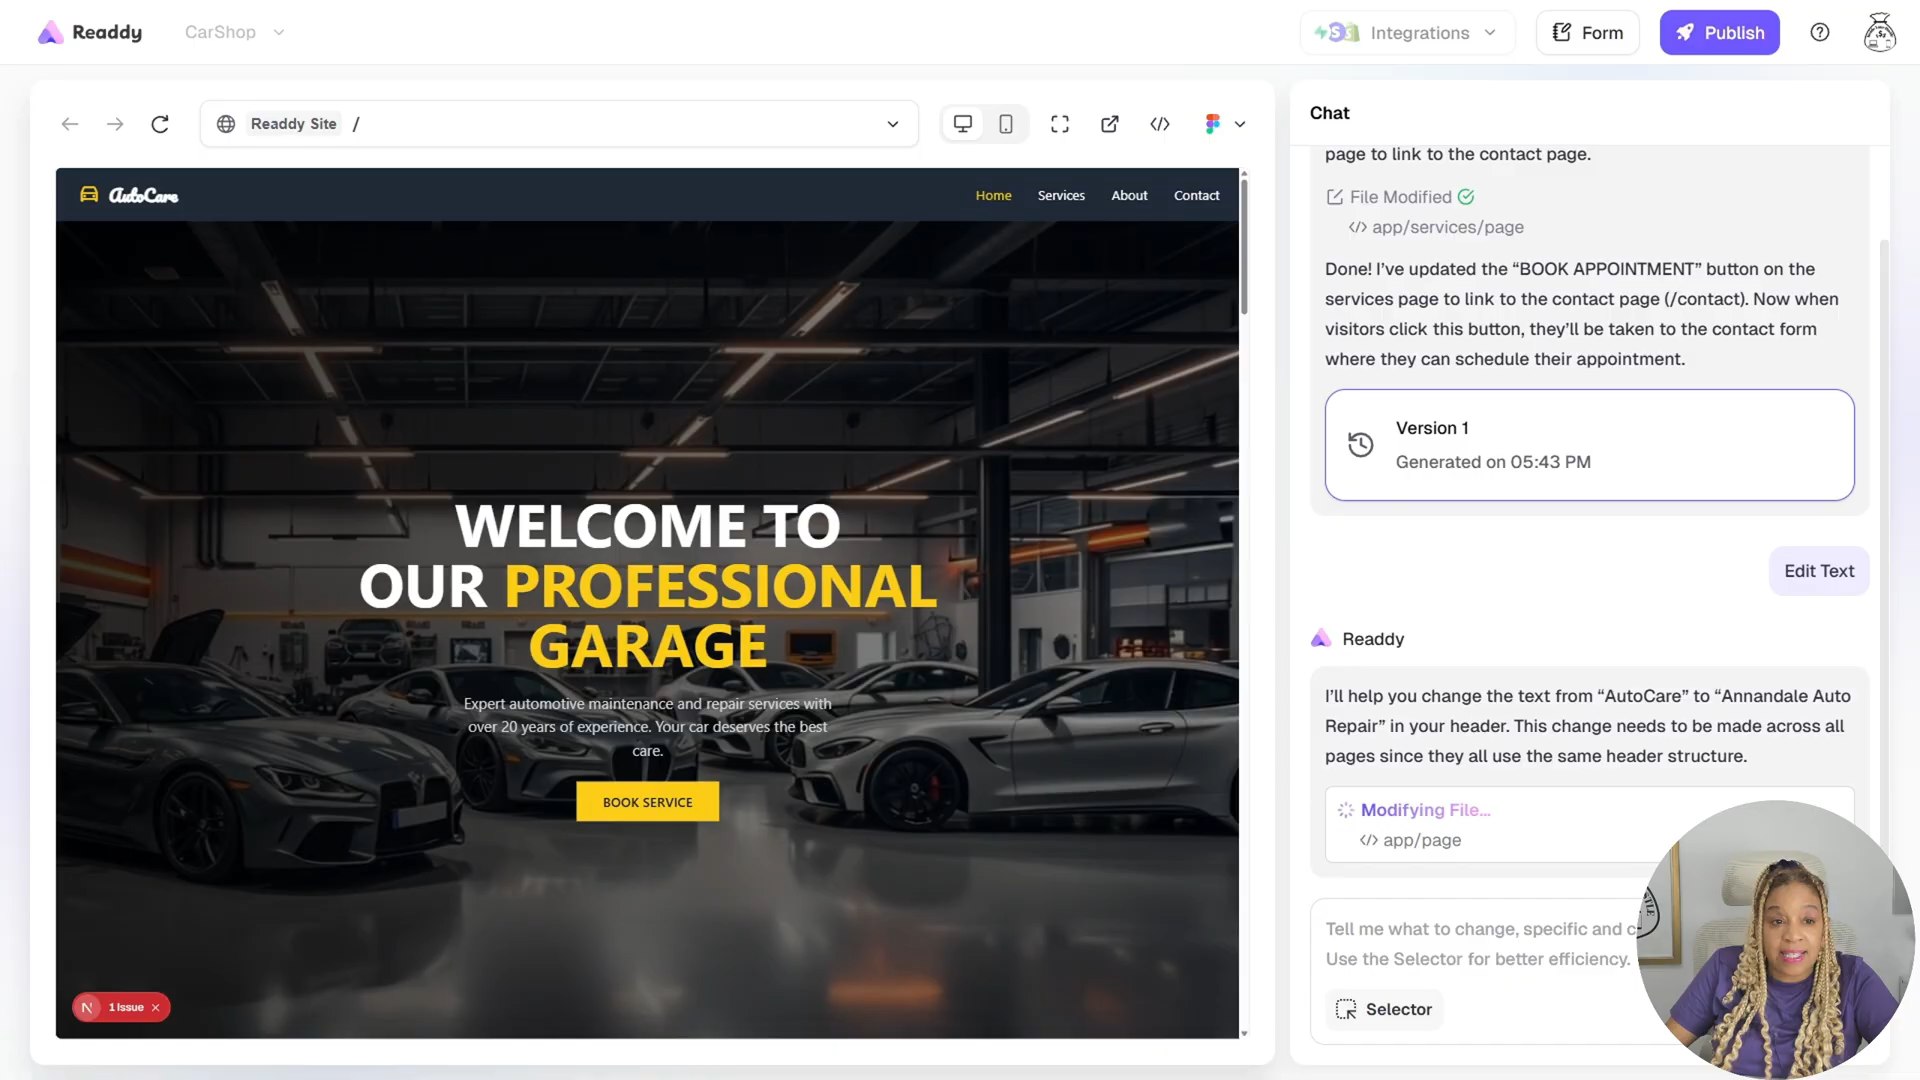 Readdy
CarShop
Integrations
Form
Publish
Readdy Site /
AutoCare
Home
Services
About
Contact
WELCOME TO
OUR PROFESSIONAL
GARAGE
Expert automotive maintenance and repair services with
over 20 years of experience. Your car deserves the best
care.
BOOK SERVICE
N 1 Issue
Chat
page to link to the contact page.
File Modified
app/services/page
Done! I’ve updated the “BOOK APPOINTMENT” button on the
services page to link to the contact page (/contact). Now when
visitors click this button, they’ll be taken to the contact form
where they can schedule their appointment.
Version 1
Generated on 05:43 PM
Edit Text
Readdy
I’ll help you change the text from “AutoCare” to “Annandale Auto
Repair” in your header. This change needs to be made across all
pages since they all use the same header structure.
Modifying File...
app/page
Tell me what to change, specific and c
Use the Selector for better efficiency.
Selector